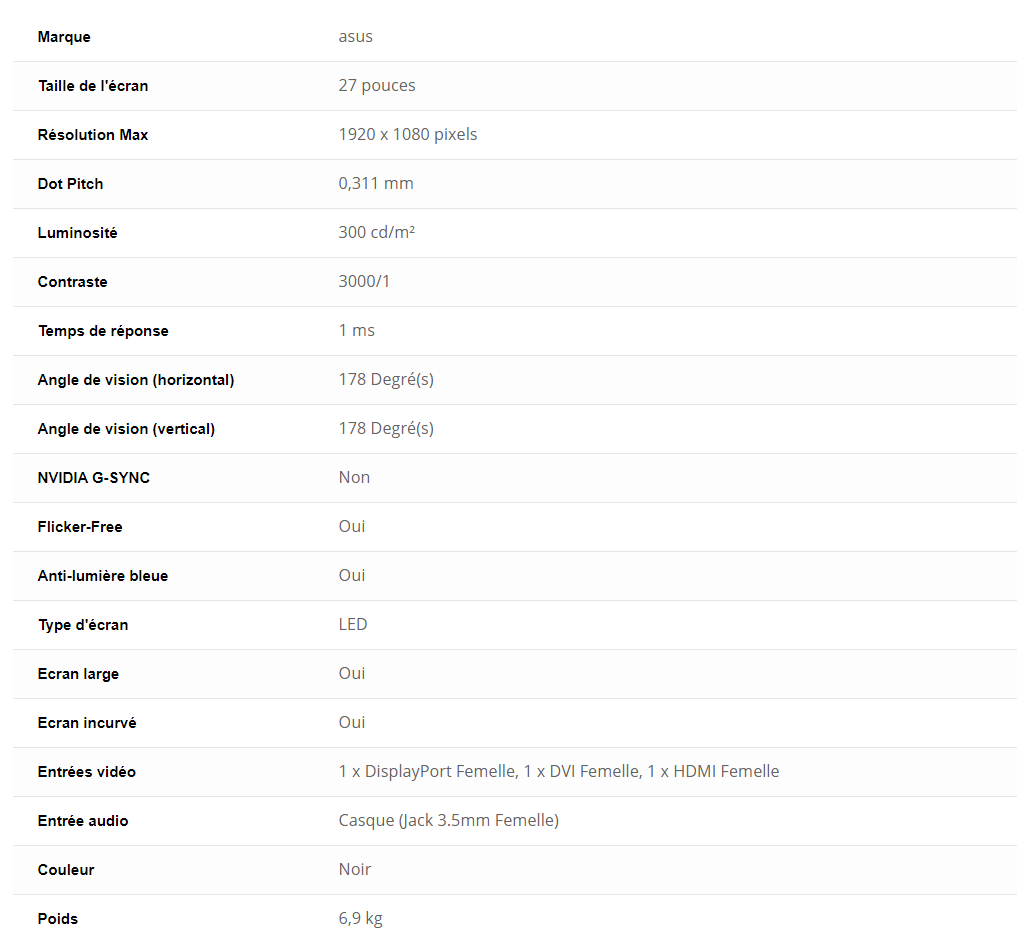 Marque asus
Taille de l'écran 27 pouces
Résolution Max 1920 x 1080 pixels
Dot Pitch 0,311 mm
Luminosité 300 cd/m²
Contraste 3000/1
Temps de réponse 1 ms
Angle de vision (horizontal) 178 Degré(s)
Angle de vision (vertical) 178 Degré(s)
NVIDIA G-SYNC Non
Flicker-Free Oui
Anti-lumière bleue Oui
Type d'écran LED
Ecran large Oui
Ecran incurvé Oui
Entrées vidéo 1 x DisplayPort Femelle, 1 x DVI Femelle, 1 x HDMI Femelle
Entrée audio Casque (Jack 3.5mm Femelle)
Couleur Noir
Poids 6,9 kg